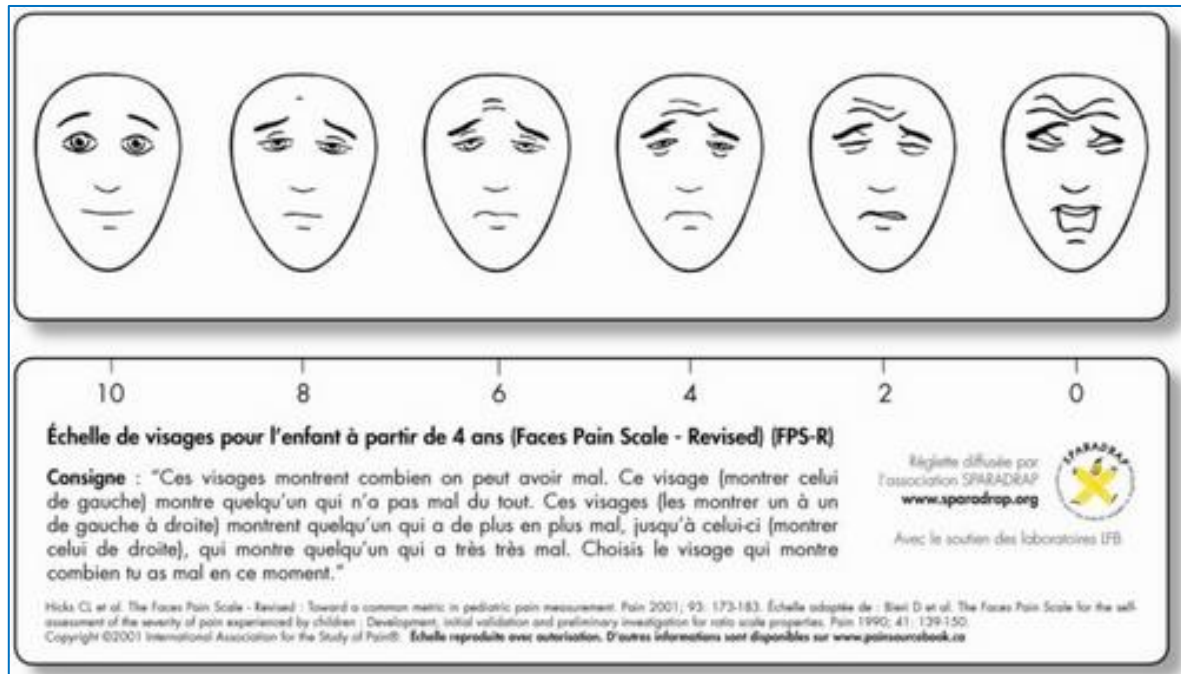 10 8 6 4 2 0
Échelle de visages pour l'enfant à partir de 4 ans (Faces Pain Scale - Revised) (FPS-R)
Consigne : "Ces visages montrent combien on peut avoir mal. Ce visage (montrer celui
de gauche) montre quelqu'un qui n'a pas mal du tout. Ces visages (les montrer un à un
de gauche à droite) montrent quelqu'un qui a de plus en plus mal, jusqu'à celui-ci (montrer
celui de droite), qui montre quelqu'un qui a très très mal. Choisis le visage qui montre
combien tu as mal en ce moment."
Réglette diffusée par
l'association SPARADRAP
www.sparadrap.org
SPARADRAP
Avec le soutien des laboratoires LFB
Hicks CL et al. The Faces Pain Scale - Revised : Toward a common metric in pediatric pain measurement. Pain 2001; 93: 173-183. Échelle adaptée de : Bieri D et al. The Faces Pain Scale for the self-
assessment of the severity of pain experienced by children : Development, initial validation and preliminary investigation for ratio scale properties. Pain 1990; 41: 139-150.
Copyright ©2001 International Association for the Study of Pain®. Échelle reproduite avec autorisation. D'autres informations sont disponibles sur www.painsourcebook.ca